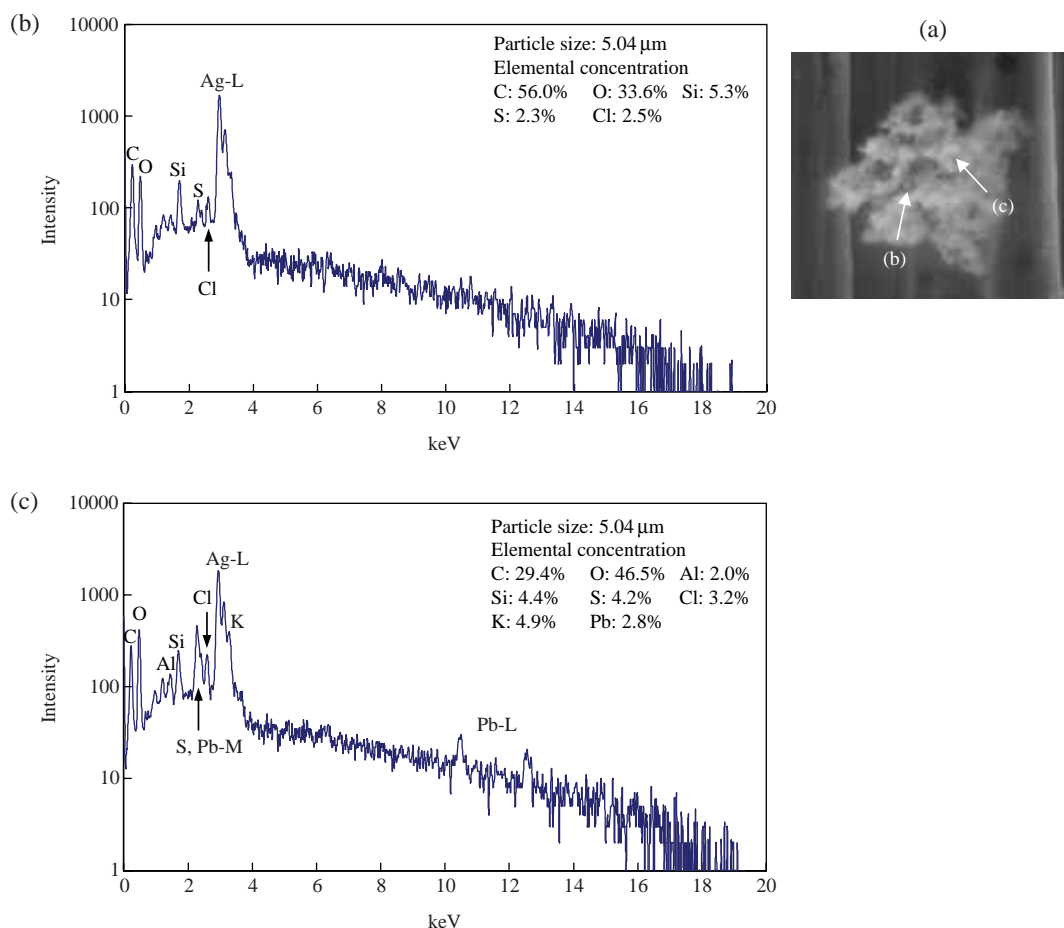 (b)
Particle size: 5.04 μm
Elemental concentration
C: 56.0% O: 33.6% Si: 5.3%
S: 2.3% Cl: 2.5%
Ag-L
C
O
Si
S
Cl
Intensity
10000
1000
100
10
1
0 2 4 6 8 10 12 14 16 18 20
keV
(a)
(c)
(b)
(c)
Particle size: 5.04 μm
Elemental concentration
C: 29.4% O: 46.5% Al: 2.0%
Si: 4.4% S: 4.2% Cl: 3.2%
K: 4.9% Pb: 2.8%
Ag-L
Cl
O
K
C
Si
Al
S, Pb-M
Pb-L
Intensity
10000
1000
100
10
1
0 2 4 6 8 10 12 14 16 18 20
keV